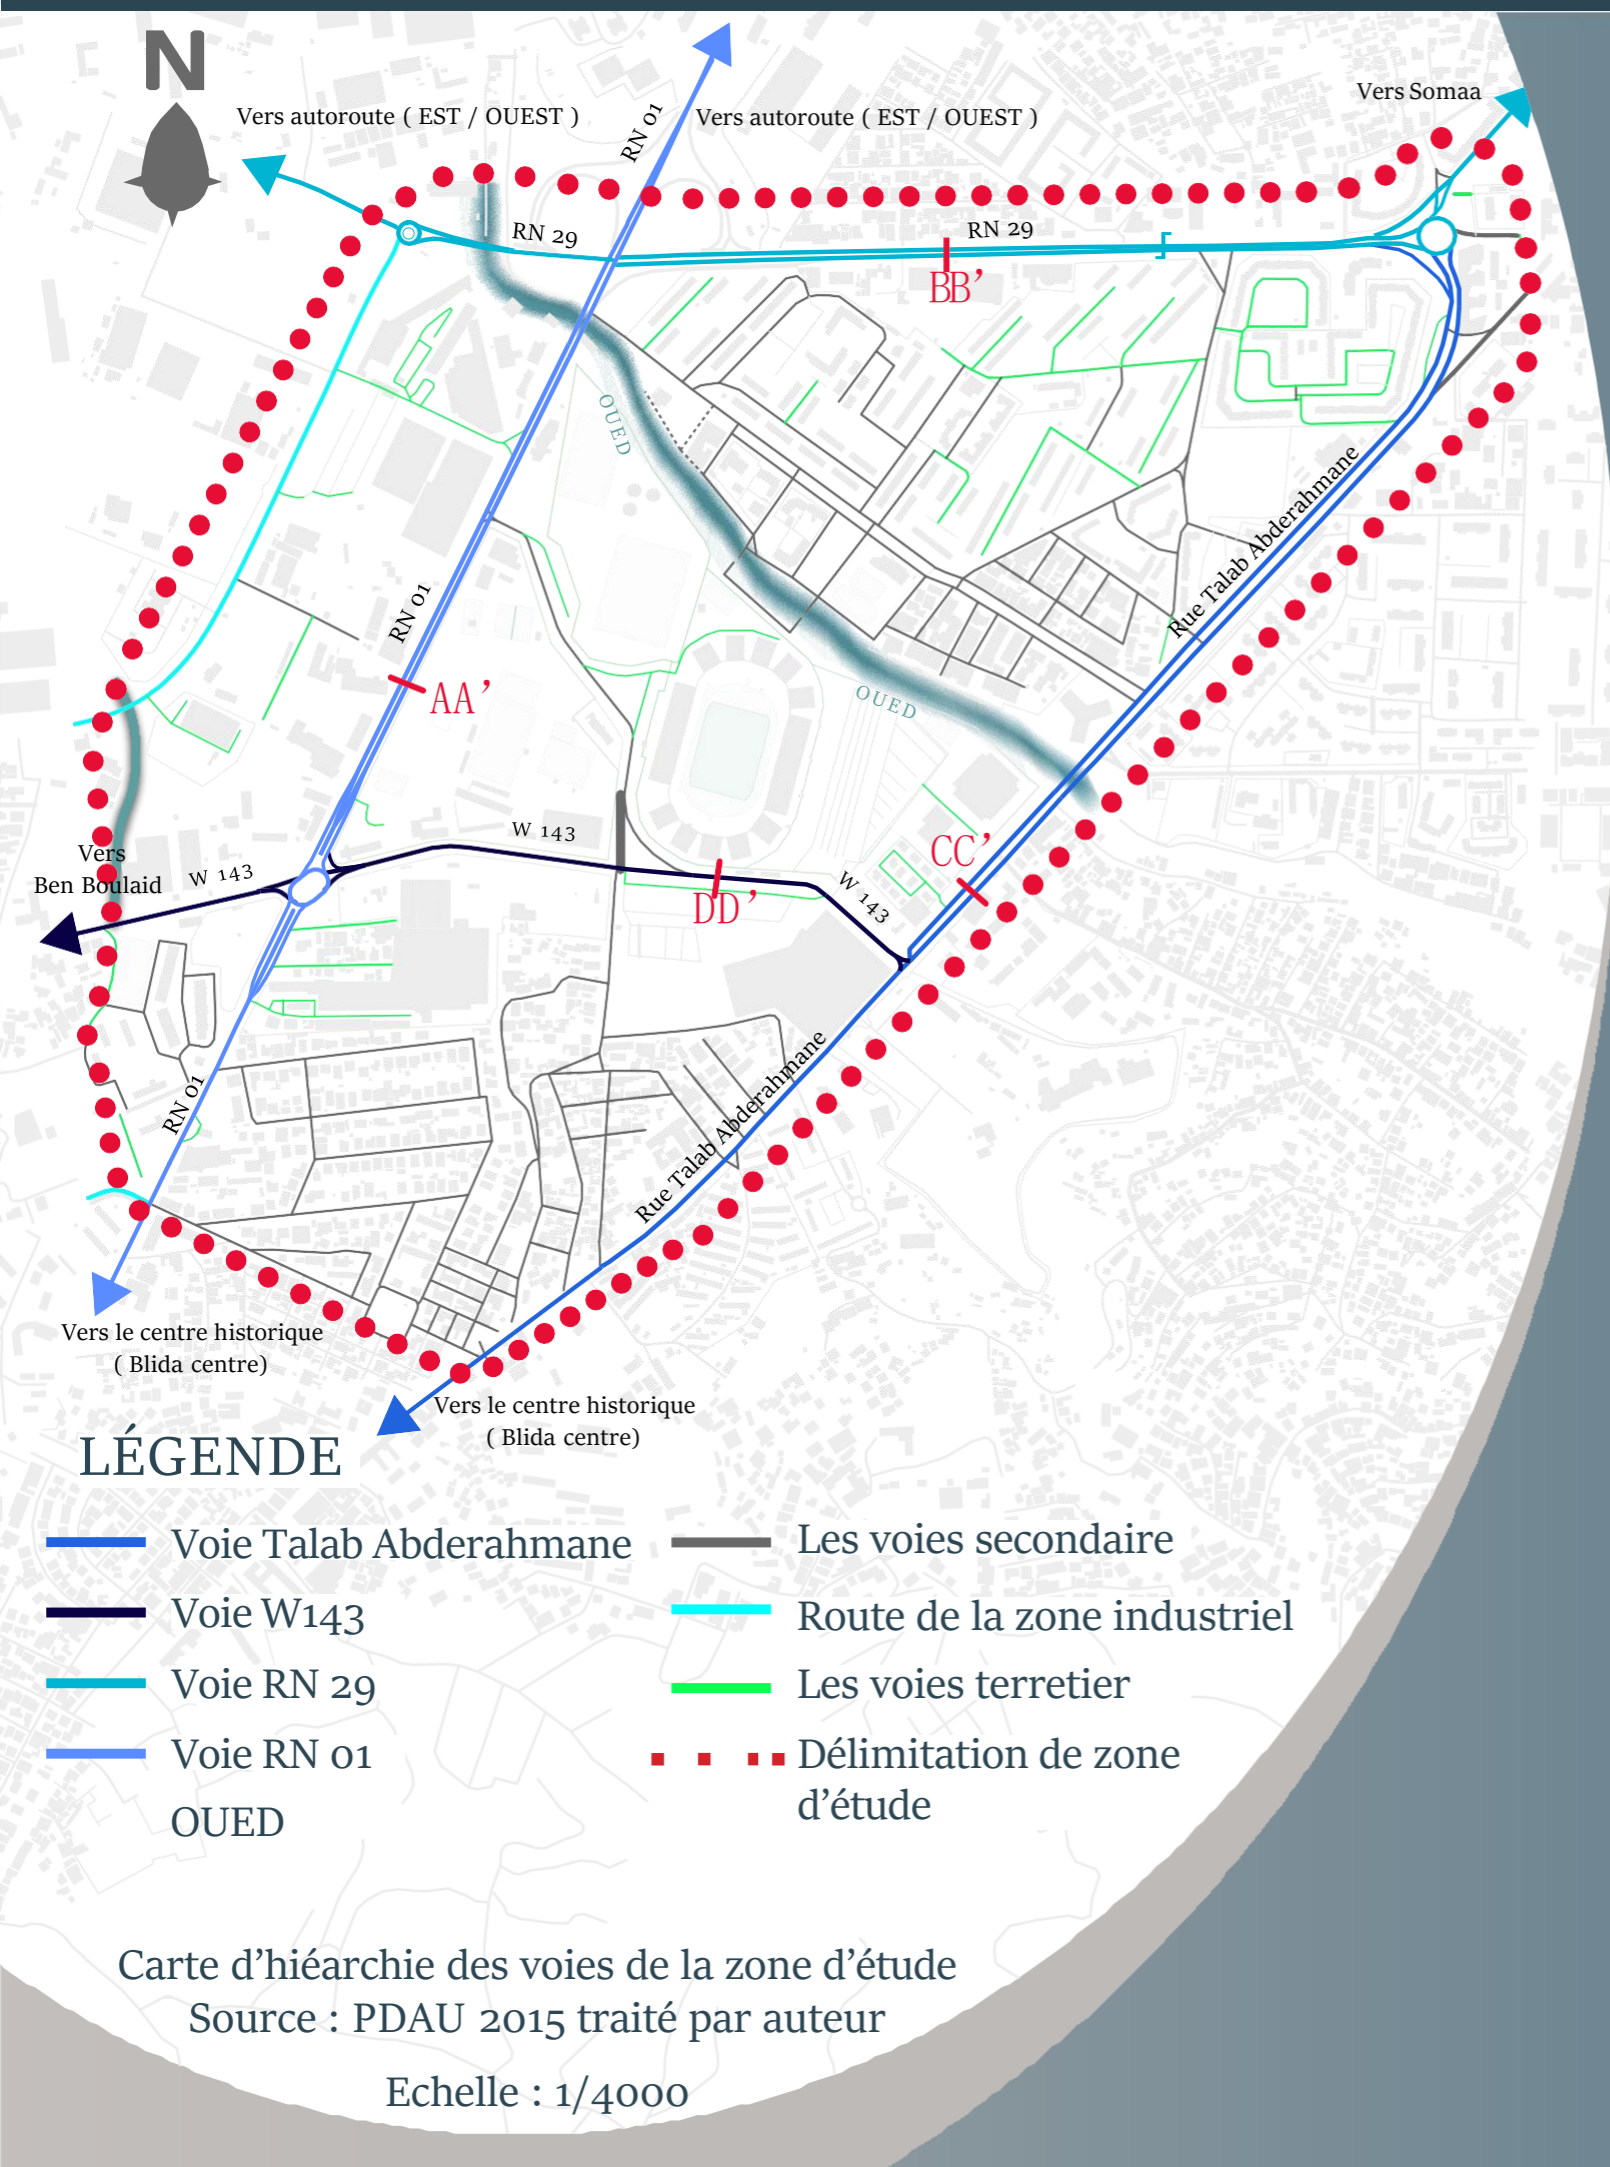 N
Vers autoroute ( EST / OUEST )
RN 01
Vers autoroute ( EST / OUEST )
Vers Somaa
RN 29
RN 29
BB’
OUED
Rue Talab Abderahmane
RN 01
AA’
OUED
W 143
CC’
Vers
Ben Boulaid
W 143
W 143
DD’
RN 01
Rue Talab Abderahmane
Vers le centre historique
( Blida centre)
Vers le centre historique
( Blida centre)
LÉGENDE
Voie Talab Abderahmane
Voie W143
Voie RN 29
Voie RN 01
OUED
Les voies secondaire
Route de la zone industriel
Les voies terretier
Délimitation de zone
d’étude
Carte d’hiéarchie des voies de la zone d’étude
Source : PDAU 2015 traité par auteur
Echelle : 1/4000